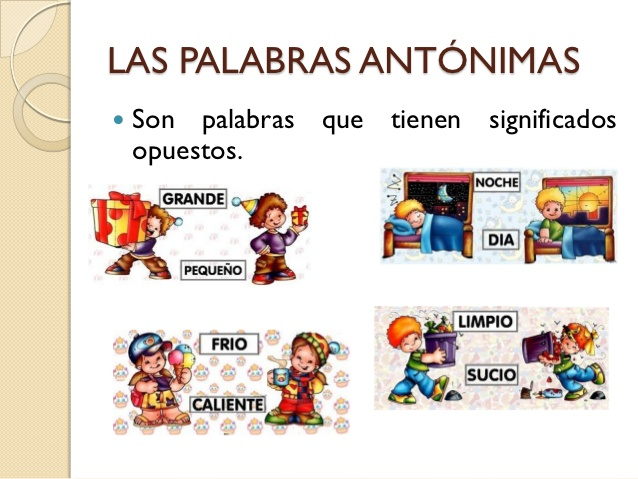 LAS PALABRAS ANTÓNIMAS
Son palabras que tienen significados
opuestos.
GRANDE
PEQUEÑO
NOCHE
DIA
FRIO
CALIENTE
LIMPIO
SUCIO